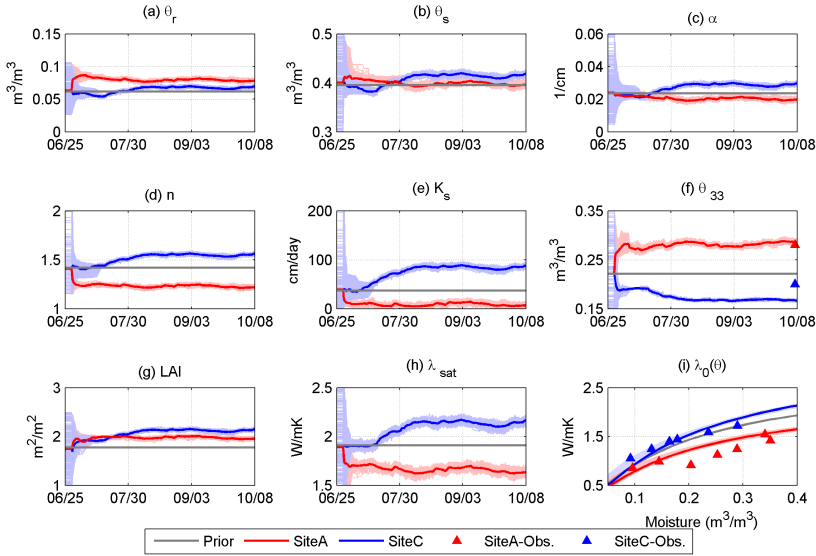 (a) θr
(b) θs
(c) α
0.15
0.1
0.05
0
m³/m³
06/25 07/30 09/03 10/08
0.5
0.4
0.3
m³/m³
06/25 07/30 09/03 10/08
0.06
0.04
0.02
0
1/cm
06/25 07/30 09/03 10/08
(d) n
(e) Ks
(f) θ33
2
1.5
1
06/25 07/30 09/03 10/08
200
100
0
cm/day
06/25 07/30 09/03 10/08
0.35
0.25
0.15
m³/m³
06/25 07/30 09/03 10/08
(g) LAI
(h) λsat
(i) λ0(θ)
3
2
1
m²/m²
06/25 07/30 09/03 10/08
2.5
2
1.5
W/mK
06/25 07/30 09/03 10/08
2.5
1.5
0.5
W/mK
0.1 0.2 0.3 0.4
Moisture (m³/m³)
Prior SiteA SiteC SiteA-Obs. SiteC-Obs.